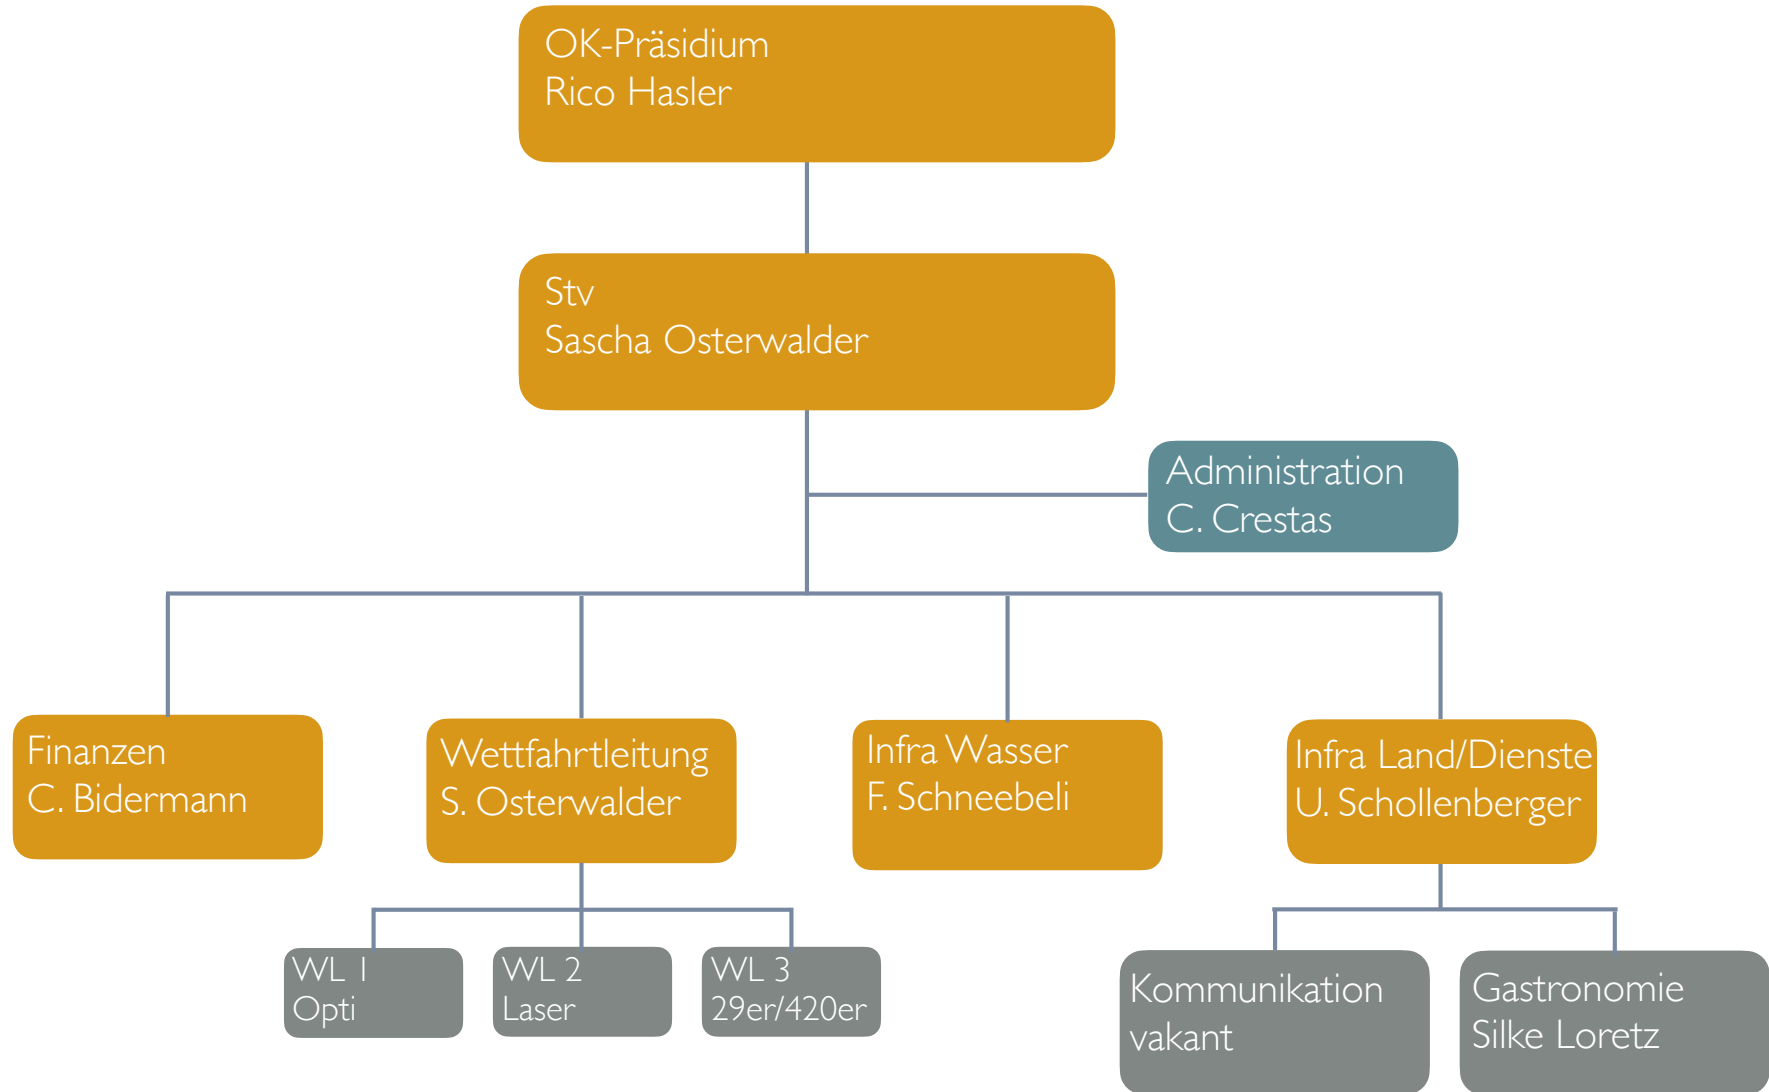 OK-Präsidium
Rico Hasler
Stv
Sascha Osterwalder
Administration
C. Crestas
Finanzen
C. Bidermann
Wettfahrtleitung
S. Osterwalder
Infra Wasser
F. Schneebeli
Infra Land/Dienste
U. Schollenberger
WL 1
Opti
WL 2
Laser
WL 3
29er/420er
Kommunikation
vakant
Gastronomie
Silke Loretz